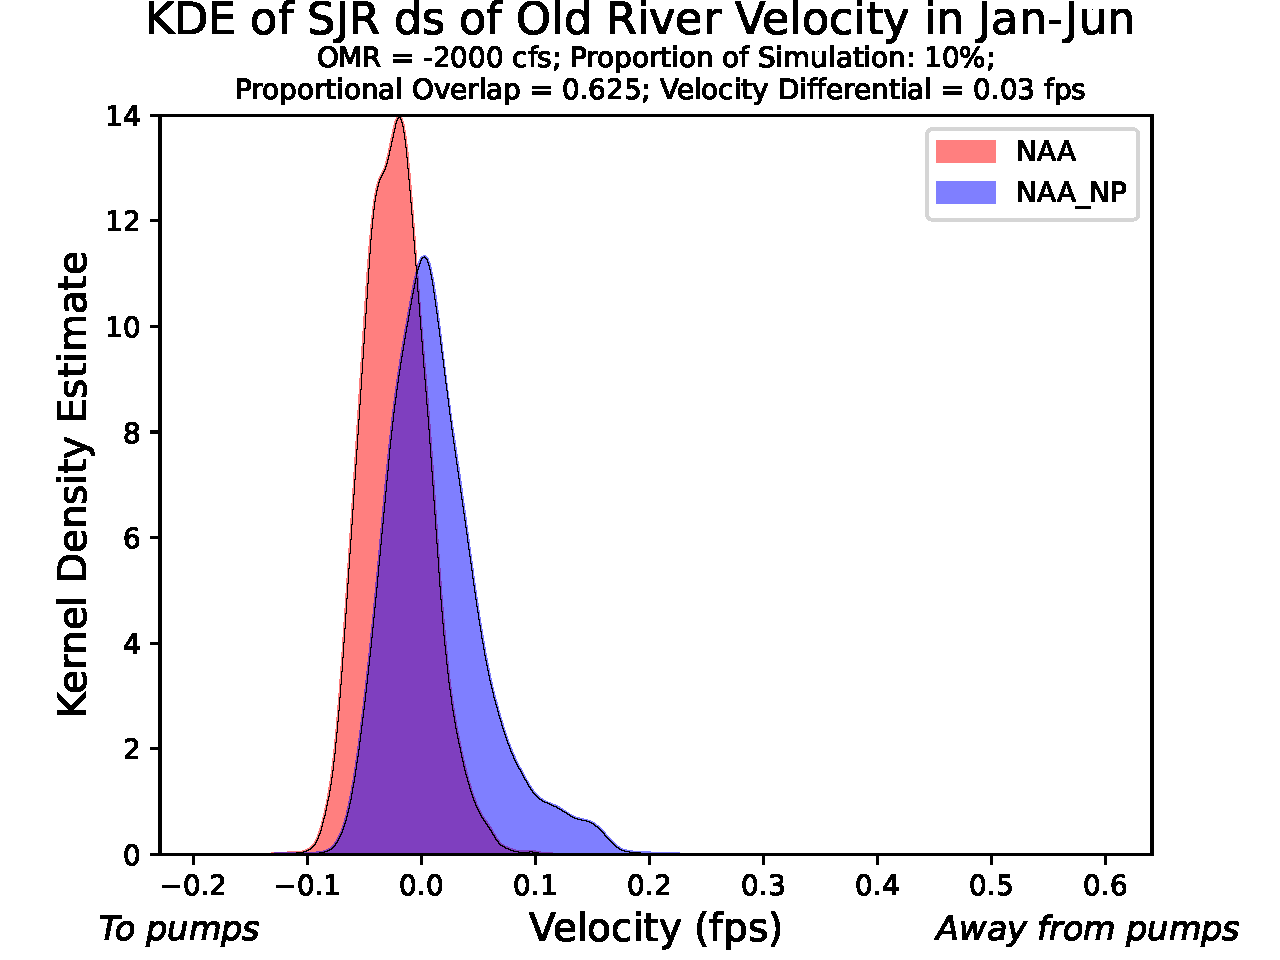 KDE of SJR ds of Old River Velocity in Jan-Jun
OMR = -2000 cfs; Proportion of Simulation: 10%;
Proportional Overlap = 0.625; Velocity Differential = 0.03 fps
NAA
NAA_NP
Kernel Density Estimate
14
12
10
8
6
4
2
0
−0.2 −0.1 0.0 0.1 0.2 0.3 0.4 0.5 0.6
To pumps Velocity (fps) Away from pumps